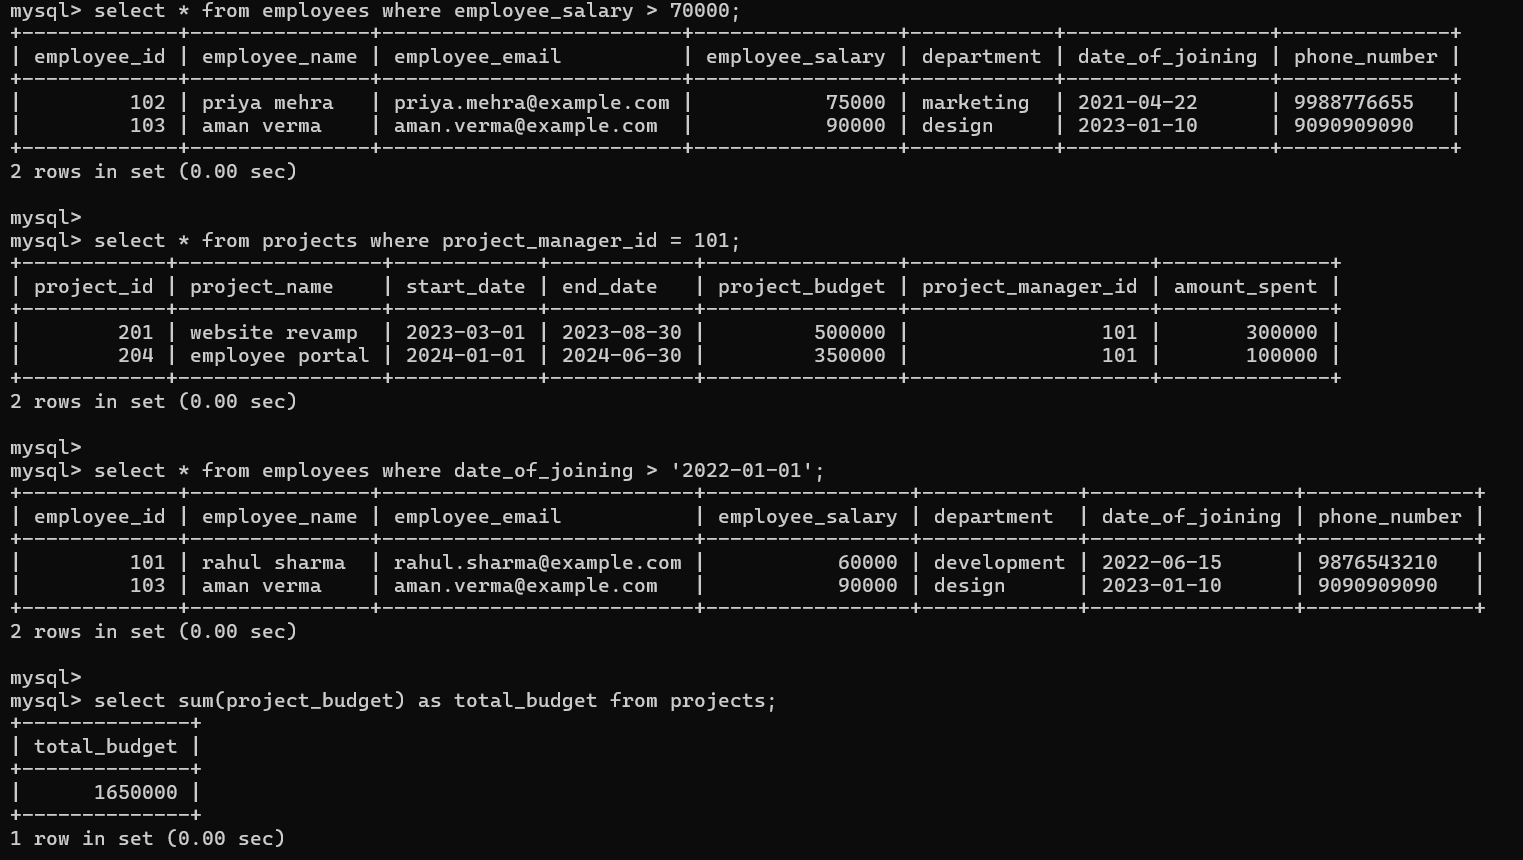 mysql> select * from employees where employee_salary > 70000;
+-------------+---------------+-------------------------+-----------------+------------+-----------------+--------------+
| employee_id | employee_name | employee_email          | employee_salary | department | date_of_joining | phone_number |
+-------------+---------------+-------------------------+-----------------+------------+-----------------+--------------+
|         102 | priya mehra   | priya.mehra@example.com |           75000 | marketing  | 2021-04-22      | 9988776655   |
|         103 | aman verma    | aman.verma@example.com  |           90000 | design     | 2023-01-10      | 9090909090   |
+-------------+---------------+-------------------------+-----------------+------------+-----------------+--------------+
2 rows in set (0.00 sec)

mysql>
mysql> select * from projects where project_manager_id = 101;
+------------+-----------------+------------+------------+----------------+--------------------+--------------+
| project_id | project_name    | start_date | end_date   | project_budget | project_manager_id | amount_spent |
+------------+-----------------+------------+------------+----------------+--------------------+--------------+
|        201 | website revamp  | 2023-03-01 | 2023-08-30 |         500000 |                101 |       300000 |
|        204 | employee portal | 2024-01-01 | 2024-06-30 |         350000 |                101 |       100000 |
+------------+-----------------+------------+------------+----------------+--------------------+--------------+
2 rows in set (0.00 sec)

mysql>
mysql> select * from employees where date_of_joining > '2022-01-01';
+-------------+---------------+--------------------------+-----------------+-------------+-----------------+--------------+
| employee_id | employee_name | employee_email           | employee_salary | department  | date_of_joining | phone_number |
+-------------+---------------+--------------------------+-----------------+-------------+-----------------+--------------+
|         101 | rahul sharma  | rahul.sharma@example.com |           60000 | development | 2022-06-15      | 9876543210   |
|         103 | aman verma    | aman.verma@example.com   |           90000 | design      | 2023-01-10      | 9090909090   |
+-------------+---------------+--------------------------+-----------------+-------------+-----------------+--------------+
2 rows in set (0.00 sec)

mysql>
mysql> select sum(project_budget) as total_budget from projects;
+--------------+
| total_budget |
+--------------+
|      1650000 |
+--------------+
1 row in set (0.00 sec)